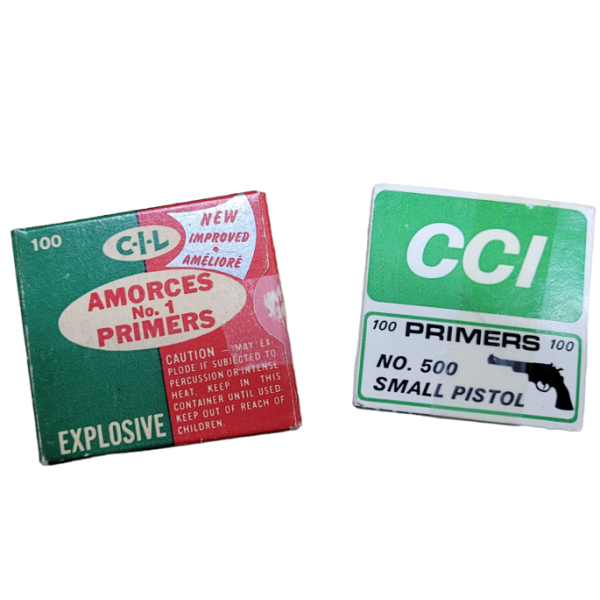 100
C-I-L
NEW
IMPROVED
AMÉLIORÉ
AMORCES
No. 1
PRIMERS
CAUTION — MAY EX-
PLODE IF SUBJECTED TO
PERCUSSION OR INTENSE
HEAT. KEEP IN THIS
CONTAINER UNTIL USED
KEEP OUT OF REACH OF
CHILDREN.
EXPLOSIVE
CCI
100 PRIMERS 100
NO. 500
SMALL PISTOL